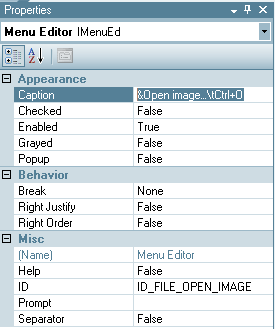 Properties
Menu Editor IMenuEd
Appearance
Caption &Open image...\tCtrl+O
Checked False
Enabled True
Grayed False
Popup False
Behavior
Break None
Right Justify False
Right Order False
Misc
(Name) Menu Editor
Help False
ID ID_FILE_OPEN_IMAGE
Prompt
Separator False